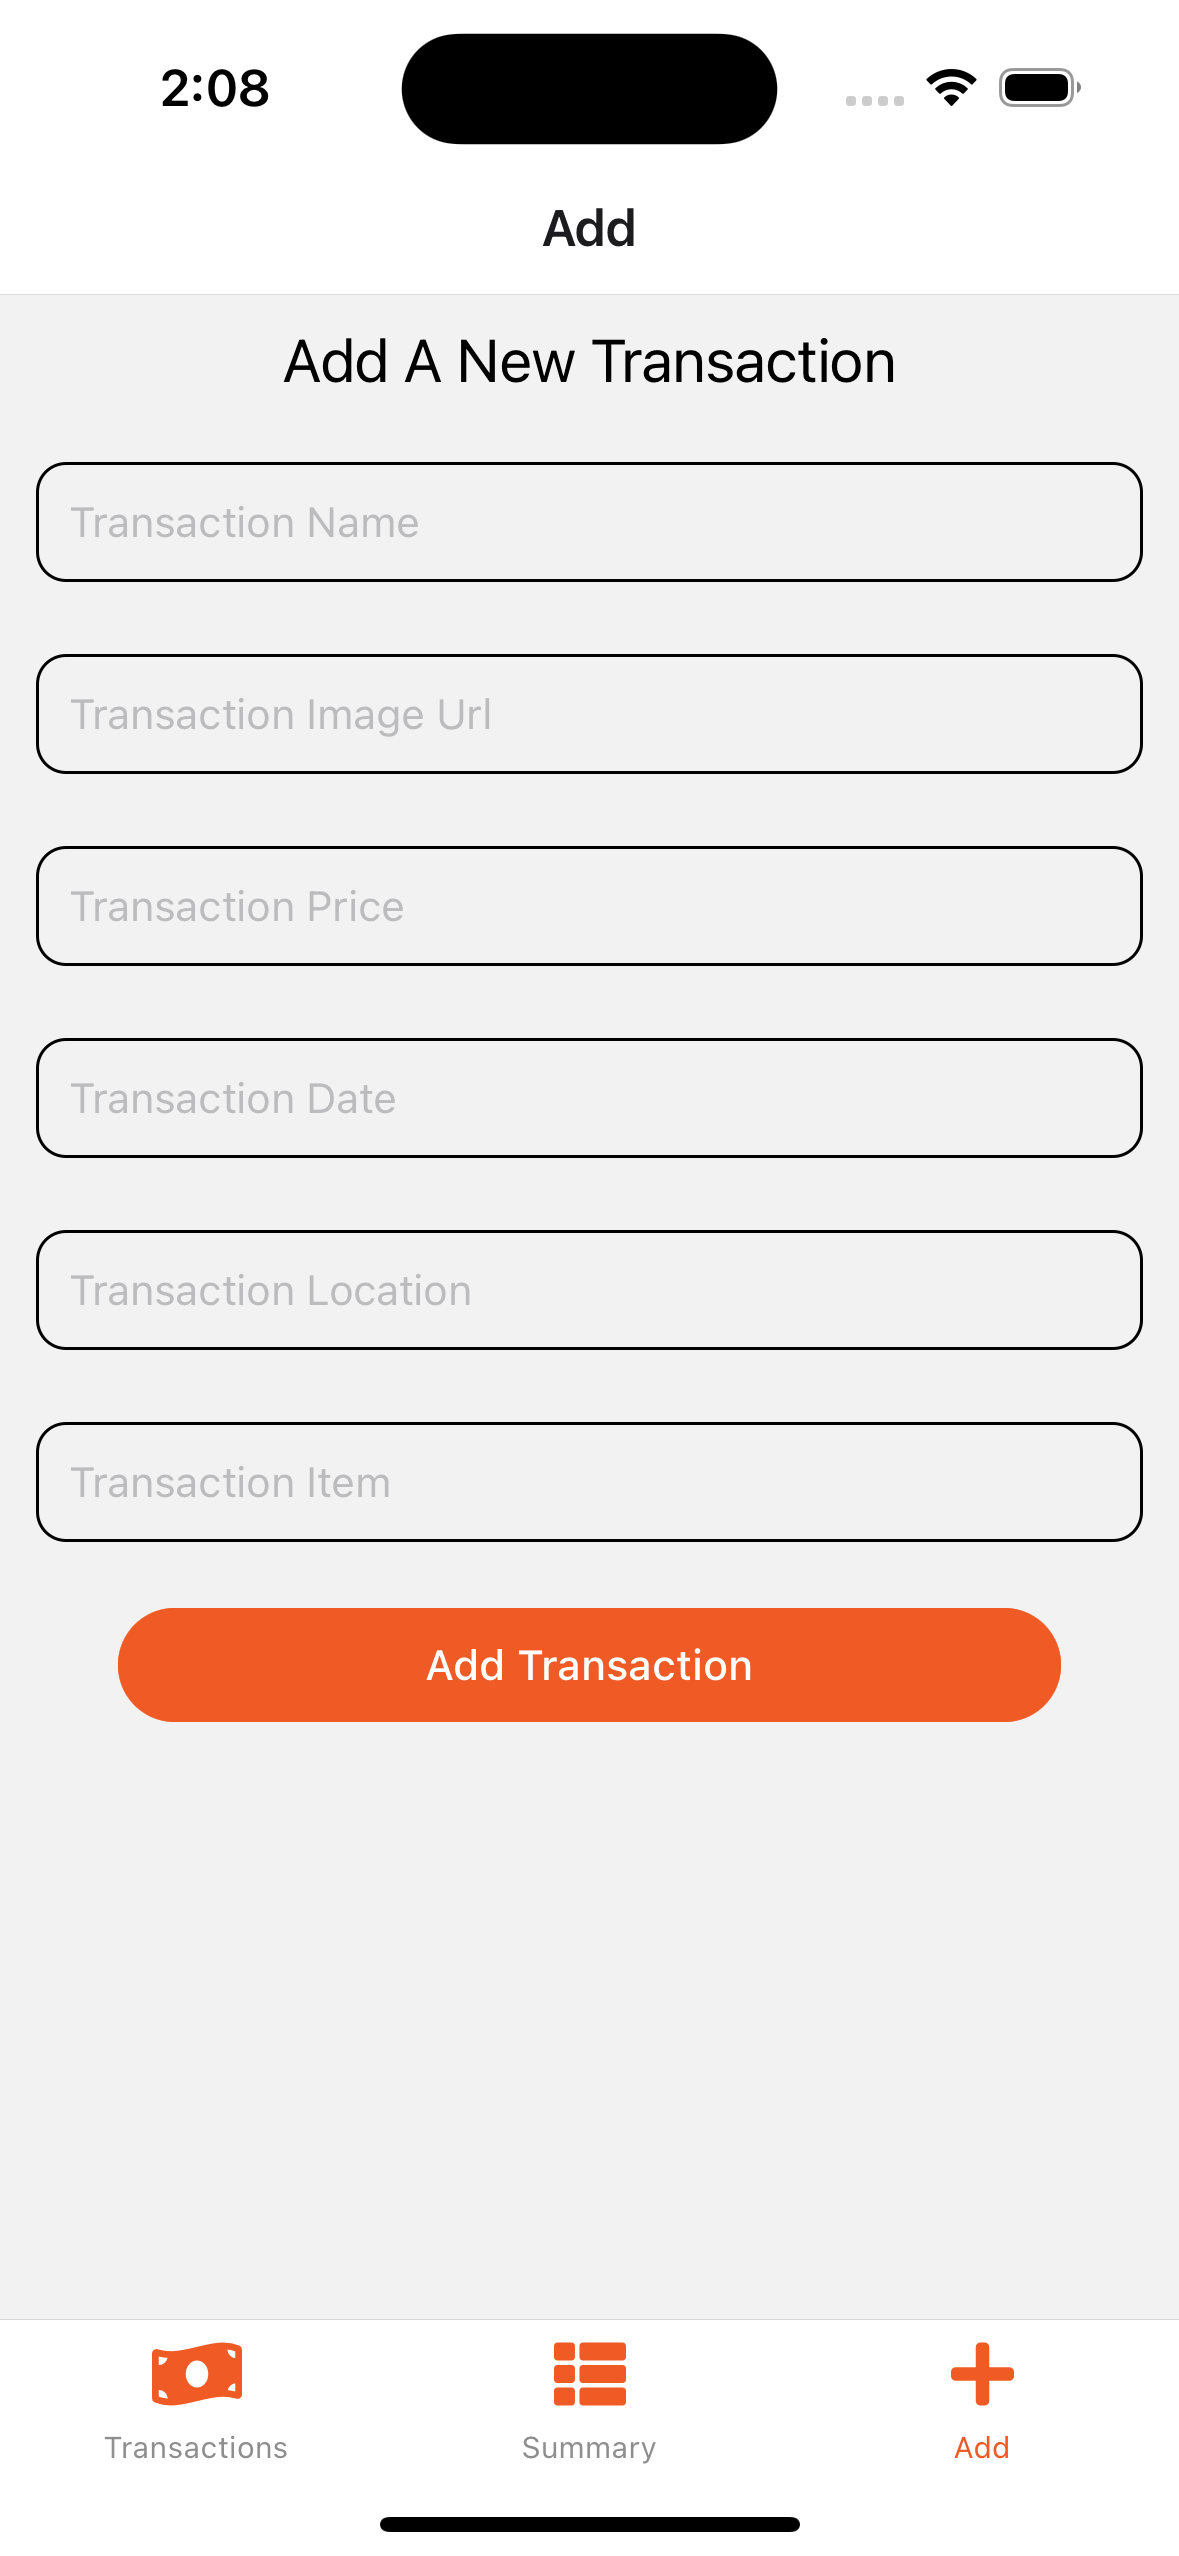 2:08
Add
Add A New Transaction
Transaction Name
Transaction Image Url
Transaction Price
Transaction Date
Transaction Location
Transaction Item
Add Transaction
Transactions
Summary
Add